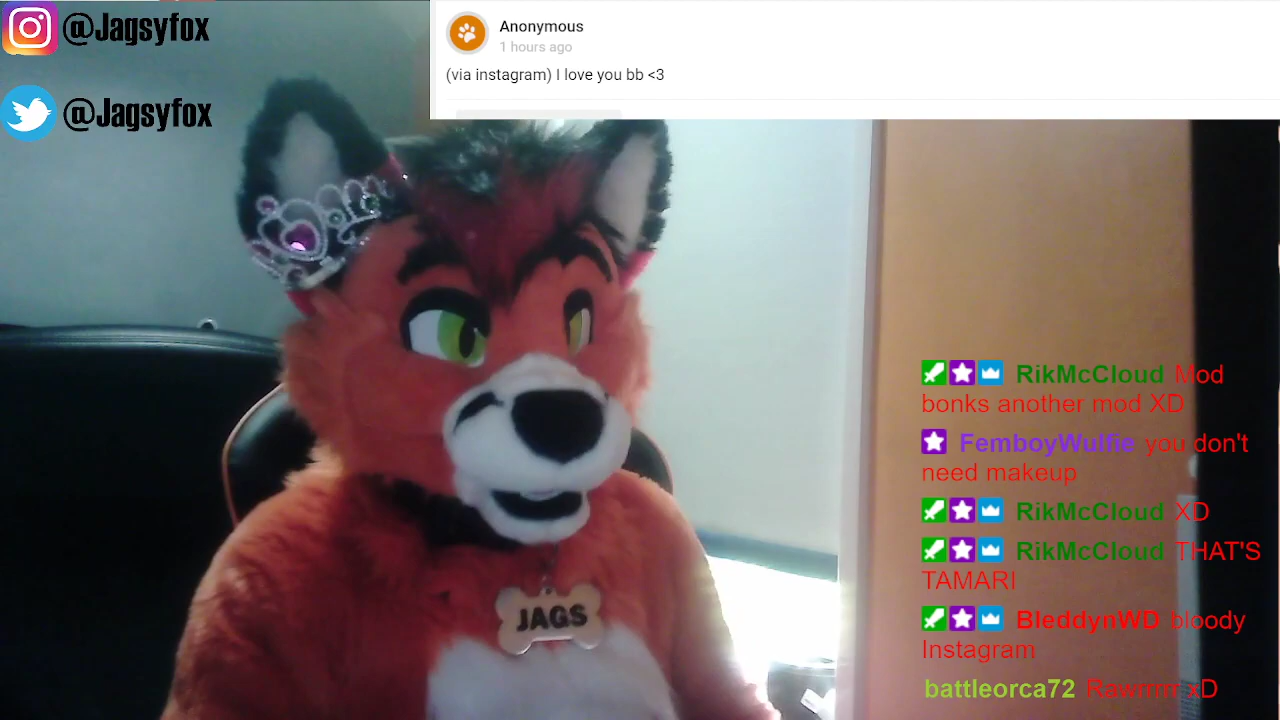 @Jagsyfox
@Jagsyfox
Anonymous
1 hours ago
(via instagram) I love you bb <3
JAGS
RikMcCloud Mod
bonks another mod XD
FemboyWulfie you don't
need makeup
RikMcCloud XD
RikMcCloud THAT'S
TAMARI
BleddynWD bloody
Instagram
battleorca72 Rawrrrr xD